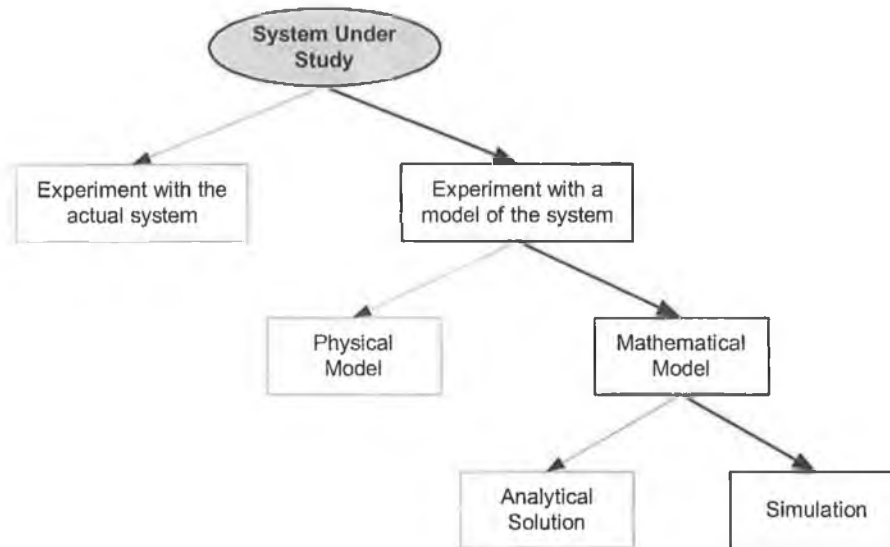 System Under
Study
Experiment with the
actual system
Experiment with a
model of the system
Physical
Model
Mathematical
Model
Analytical
Solution
Simulation